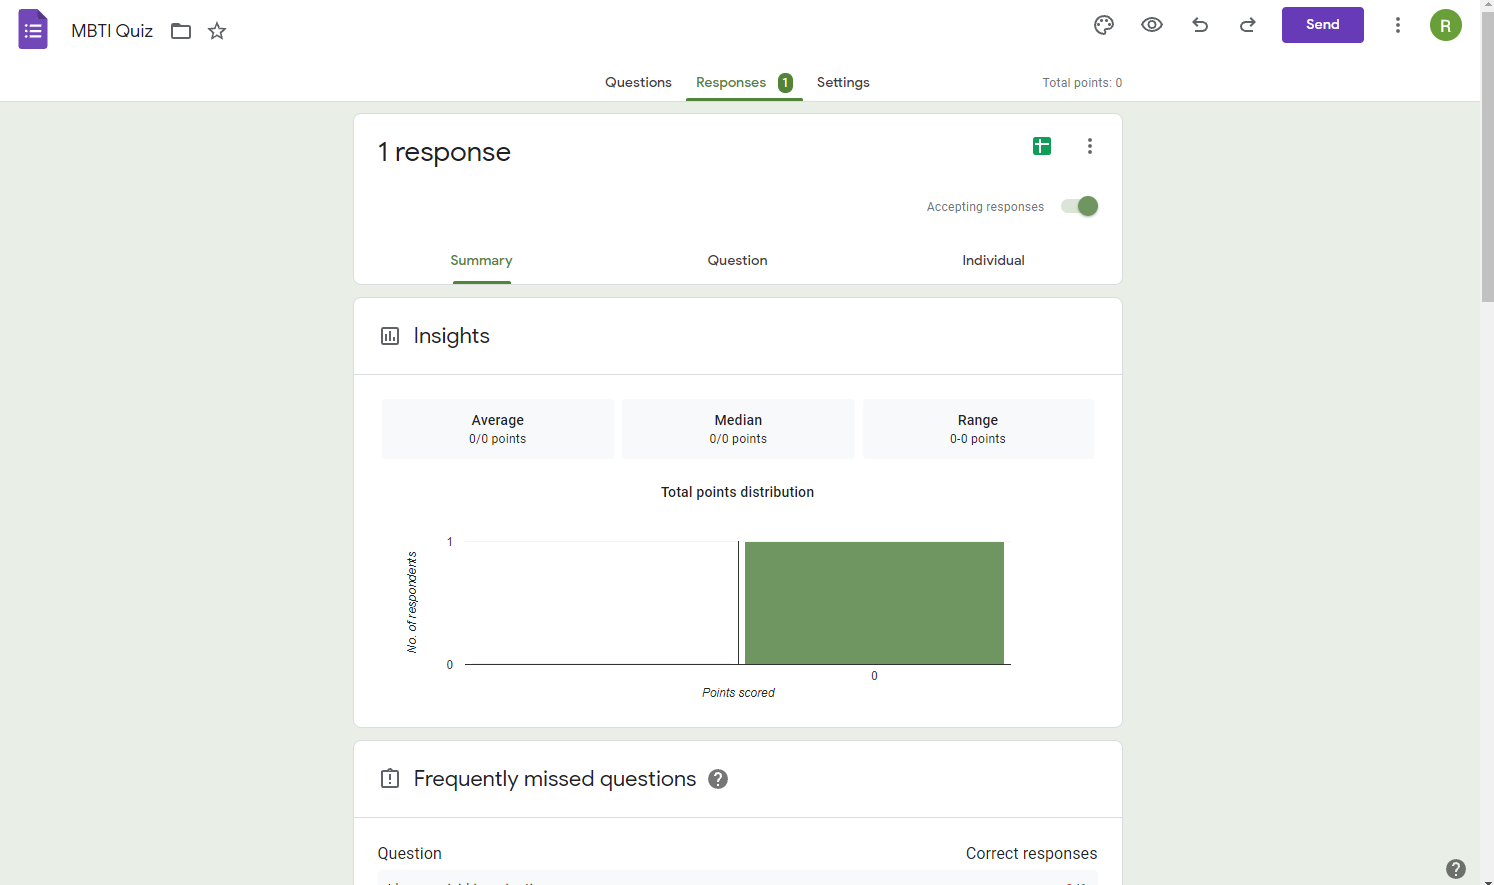 MBTI Quiz
Send
R
Questions
Responses 1
Settings
Total points: 0
1 response
Accepting responses
Summary
Question
Individual
Insights
Average
0/0 points
Median
0/0 points
Range
0-0 points
Total points distribution
No. of respondents
1
0
0
Points scored
Frequently missed questions
Question
Correct responses